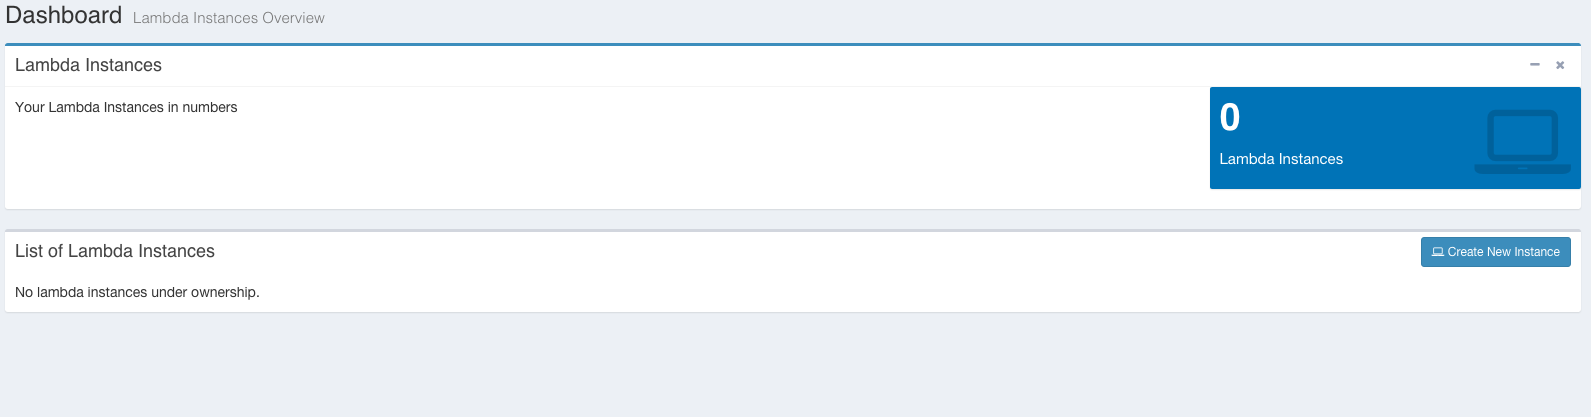 Dashboard Lambda Instances Overview
Lambda Instances
Your Lambda Instances in numbers
0
Lambda Instances
List of Lambda Instances
Create New Instance
No lambda instances under ownership.